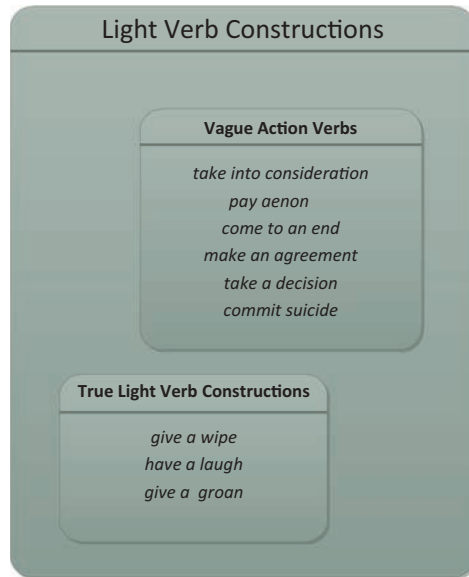 Light Verb Constructions
Vague Action Verbs
take into consideration
pay aenon
come to an end
make an agreement
take a decision
commit suicide
True Light Verb Constructions
give a wipe
have a laugh
give a groan